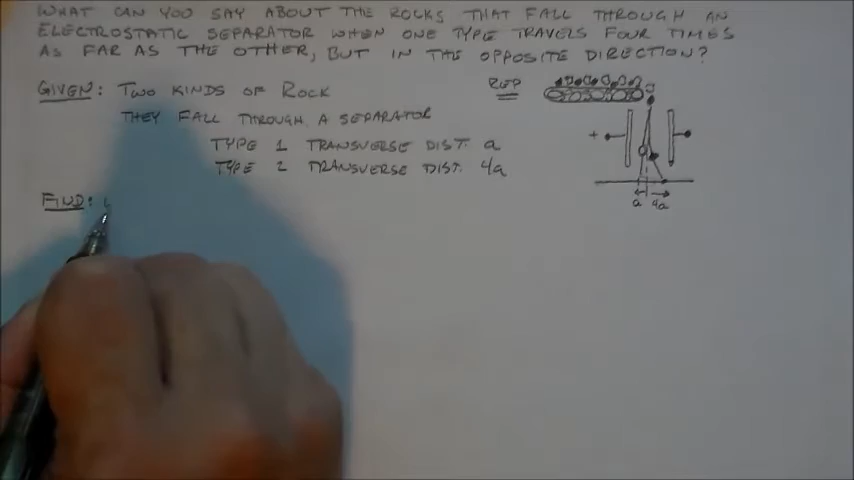 WHAT CAN YOU SAY ABOUT THE ROCKS THAT FALL THROUGH AN
ELECTROSTATIC SEPARATOR WHEN ONE TYPE TRAVELS FOUR TIMES
AS FAR AS THE OTHER, BUT IN THE OPPOSITE DIRECTION?
GIVEN: TWO KINDS OF ROCK
THEY FALL THROUGH A SEPARATOR
TYPE 1 TRANSVERSE DIST. a
TYPE 2 TRANSVERSE DIST. 4a
REP
+ -
a 4a
FIND: